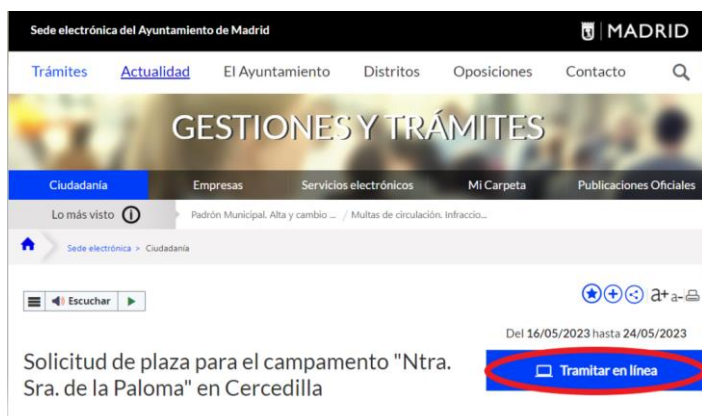 Sede electrónica del Ayuntamiento de Madrid
MADRID
Trámites Actualidad El Ayuntamiento Distritos Oposiciones Contacto
GESTIONES Y TRÁMITES
Ciudadanía Empresas Servicios electrónicos Mi Carpeta Publicaciones Oficiales
Lo más visto Padrón Municipal. Alta y cambio ... / Multas de circulación. Infraccio...
Sede electrónica > Ciudadanía
Escuchar
a+ a-
Del 16/05/2023 hasta 24/05/2023
Solicitud de plaza para el campamento "Ntra.
Sra. de la Paloma" en Cercedilla
Tramitar en línea